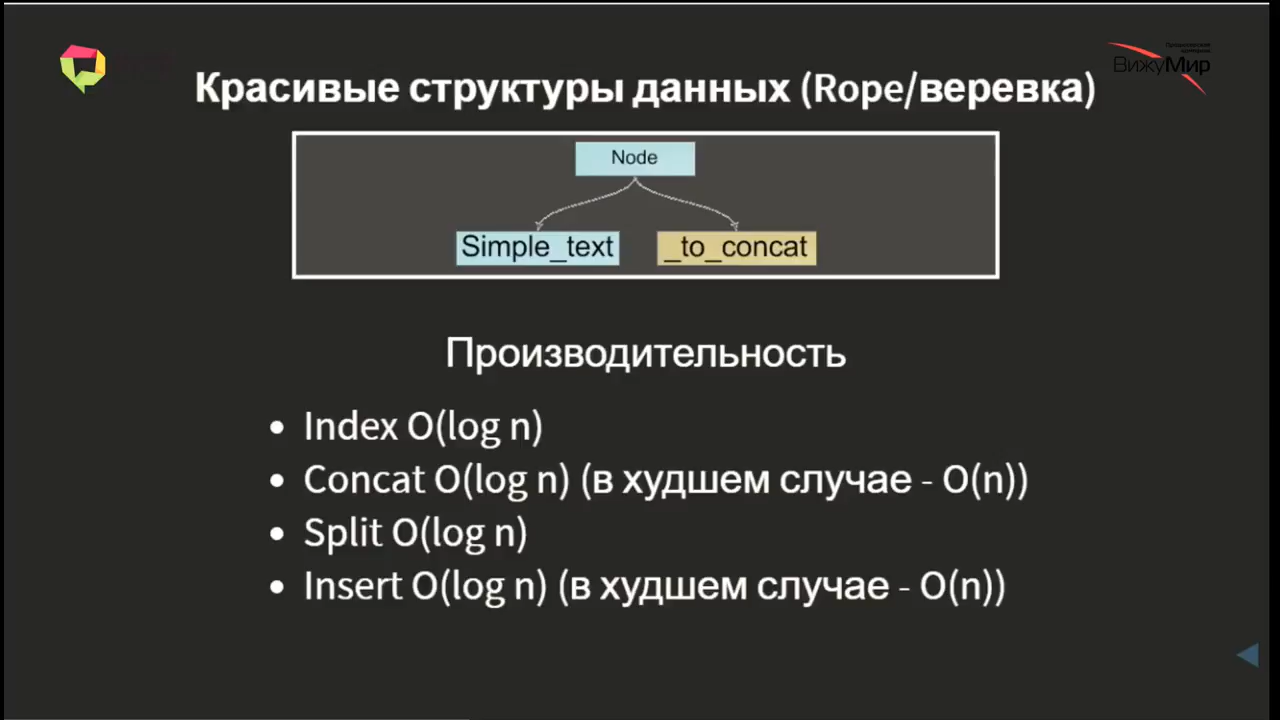 ВижуМир
Красивые структуры данных (Rope/веревка)
Node
Simple_text
_to_concat
Производительность
Index O(log n)
Concat O(log n) (в худшем случае - O(n))
Split O(log n)
Insert O(log n) (в худшем случае - O(n))